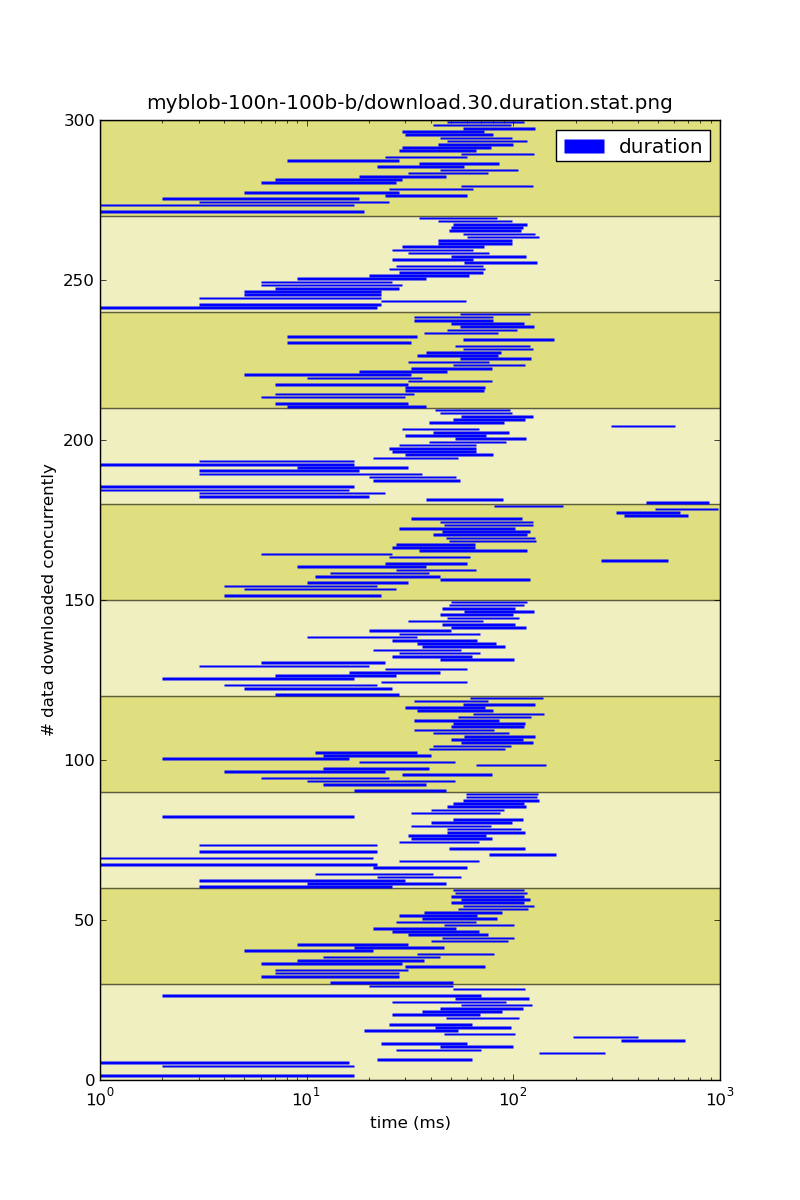 myblob-100n-100b-b/download.30.duration.stat.png
duration
300
250
200
150
100
50
0
# data downloaded concurrently
10^0 10^1 10^2 10^3
time (ms)